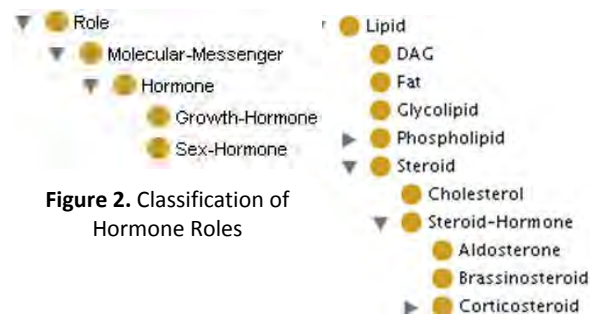 Role
Molecular-Messenger
Hormone
Growth-Hormone
Sex-Hormone
Figure 2. Classification of
Hormone Roles
Lipid
DAG
Fat
Glycolipid
Phospholipid
Steroid
Cholesterol
Steroid-Hormone
Aldosterone
Brassinosteroid
Corticosteroid